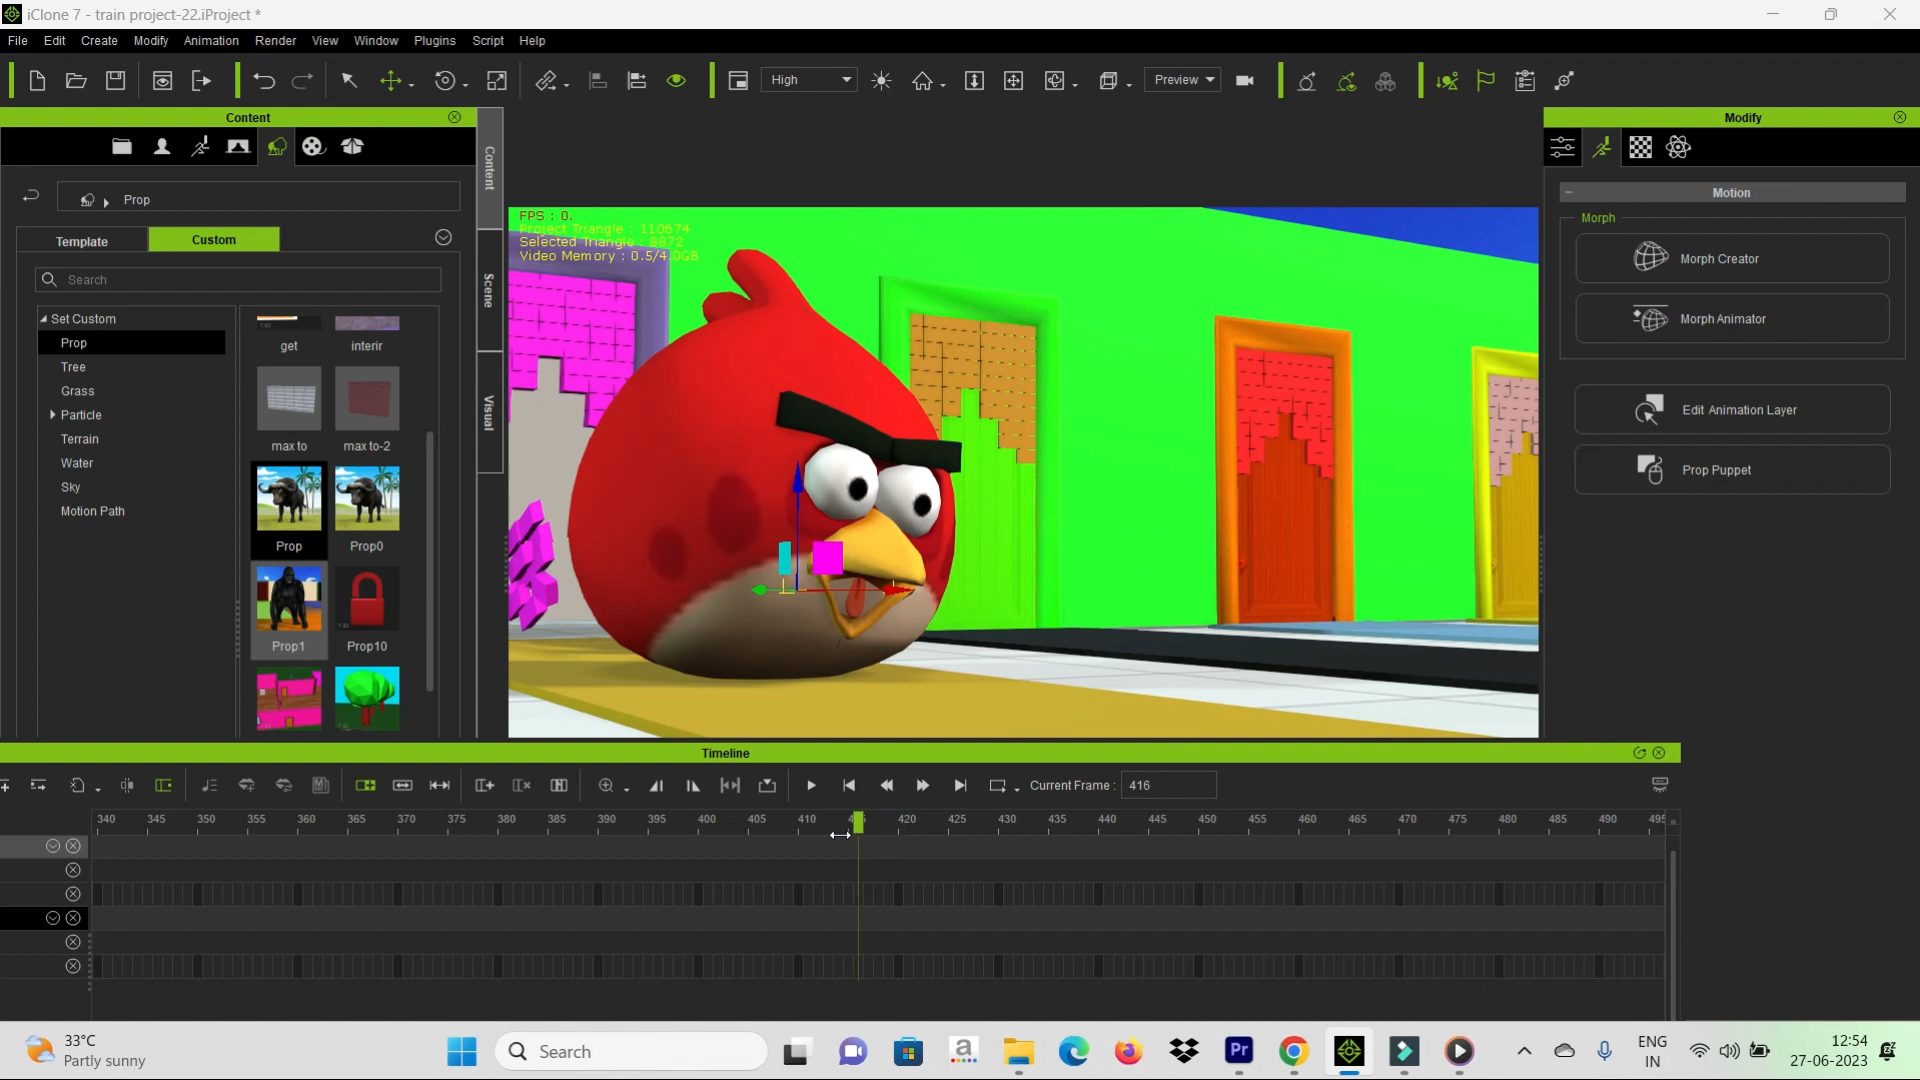 iClone 7 - train project-22.iProject *
File Edit Create Modify Animation Render View Window Plugins Script Help
High
Preview
Content
Modify
Prop
Template
Custom
Search
Set Custom
Prop
Tree
Grass
Particle
Terrain
Water
Sky
Motion Path
get
interir
max to
max to-2
Prop
Prop0
Prop1
Prop10
Content
Scene
Visual
FPS : 0.
Project Triangle : 110674
Selected Triangle : 8872
Video Memory : 0.5/4.0GB
Motion
Morph
Morph Creator
Morph Animator
Edit Animation Layer
Prop Puppet
Timeline
Current Frame : 416
340 345 350 355 360 365 370 375 380 385 390 395 400 405 410 420 425 430 435 440 445 450 455 460 465 470 475 480 485 490 495
33°C
Partly sunny
Search
a
Pr
ENG
IN
12:54
27-06-2023